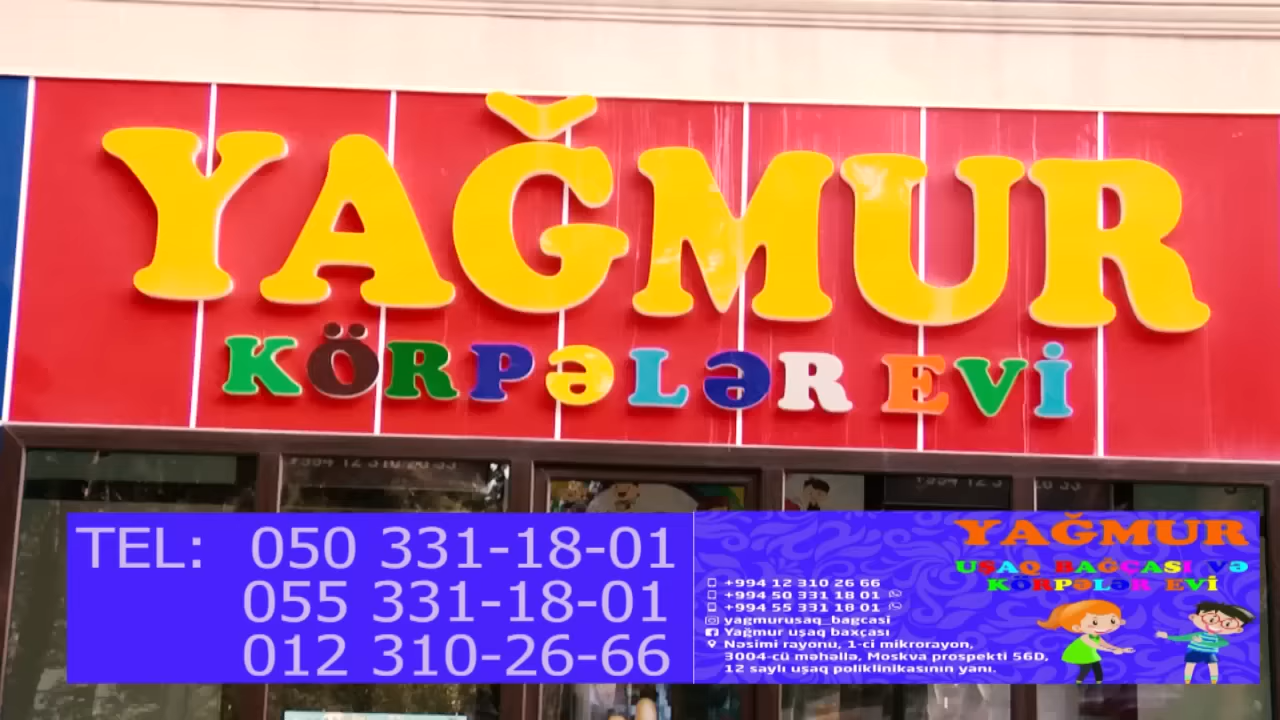 YAĞMUR
KÖRPƏLƏR EVİ
TEL: 050 331-18-01
055 331-18-01
012 310-26-66
YAĞMUR
UŞAQ BAĞÇASI VƏ
KÖRPƏLƏR EVİ
+994 12 310 26 66
+994 50 331 18 01
+994 55 331 18 01
yagmurusaq_bagcasi
Yağmur uşaq baxçası
Nəsimi rayonu, 1-ci mikrorayon,
3004-cü məhəllə, Moskva prospekti 56D,
12 saylı uşaq poliklinikasının yanı.